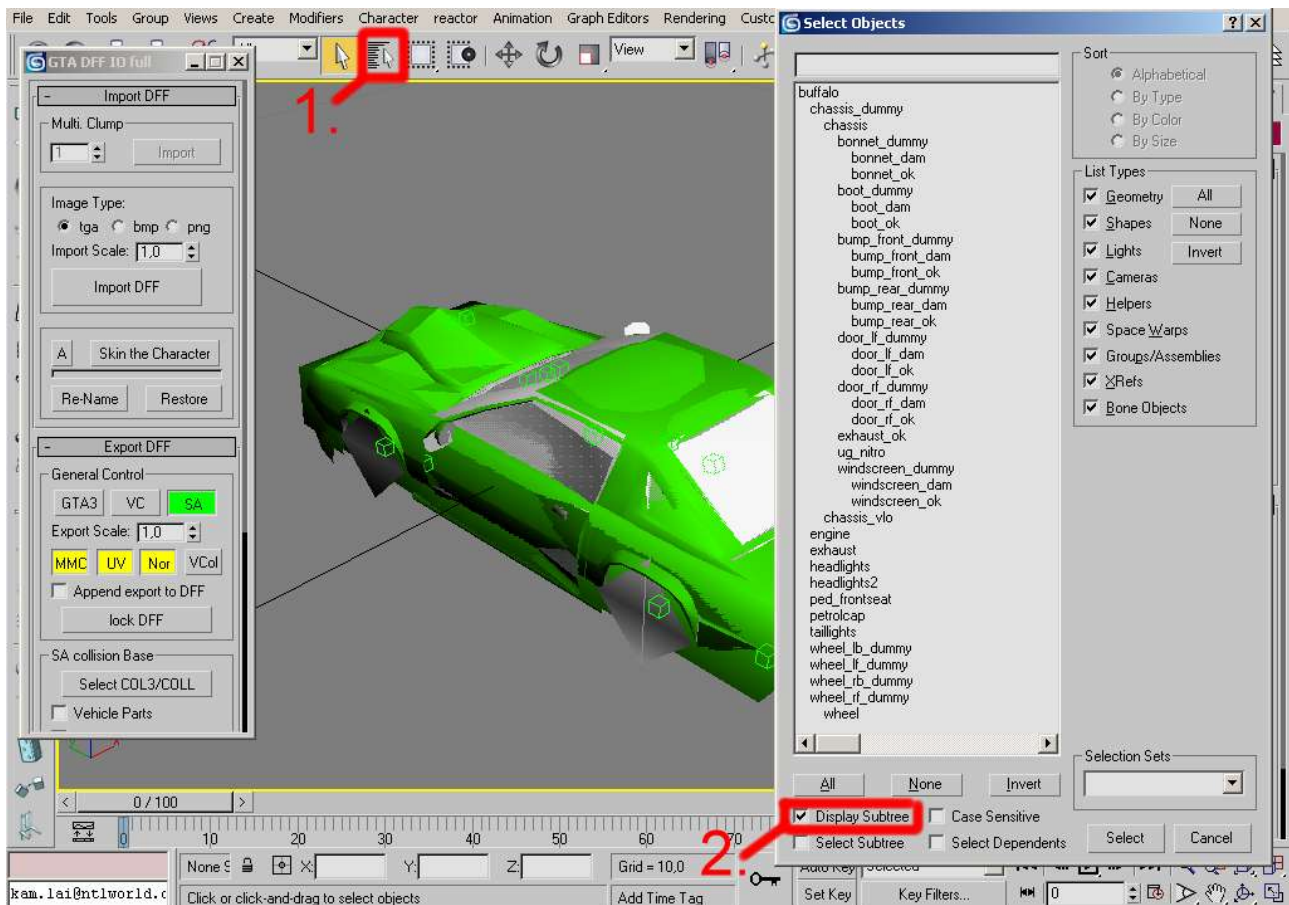 File Edit Tools Group Views Create Modifiers Character reactor Animation Graph Editors Rendering Custo
View
1.
GTA DFF IO full
- Import DFF
Multi. Clump
1 Import
Image Type:
tga bmp png
Import Scale: 1,0
Import DFF
A Skin the Character
Re-Name Restore
- Export DFF
General Control
GTA3 VC SA
Export Scale: 1,0
MMC UV Nor VCol
Append export to DFF
lock DFF
SA collision Base
Select COL3/COLL
Vehicle Parts
Select Objects
buffalo
chassis_dummy
chassis
bonnet_dummy
bonnet_dam
bonnet_ok
boot_dummy
boot_dam
boot_ok
bump_front_dummy
bump_front_dam
bump_front_ok
bump_rear_dummy
bump_rear_dam
bump_rear_ok
door_lf_dummy
door_lf_dam
door_lf_ok
door_rf_dummy
door_rf_dam
door_rf_ok
exhaust_ok
ug_nitro
windscreen_dummy
windscreen_dam
windscreen_ok
chassis_vlo
engine
exhaust
headlights
headlights2
ped_frontseat
petrolcap
taillights
wheel_lb_dummy
wheel_lf_dummy
wheel_rb_dummy
wheel_rf_dummy
wheel
Sort
Alphabetical
By Type
By Color
By Size
List Types
Geometry All
Shapes None
Lights Invert
Cameras
Helpers
Space Warps
Groups/Assemblies
XRefs
Bone Objects
Selection Sets
All None Invert
Display Subtree Case Sensitive
Select Subtree Select Dependents
Select Cancel
2.
< 0 / 100 >
0 10 20 30 40 50 60 70
None S X: Y: Z: Grid = 10,0
Auto Key Selected
Set Key Key Filters... 0
kam.lai@ntlworld.c Click or click-and-drag to select objects Add Time Tag